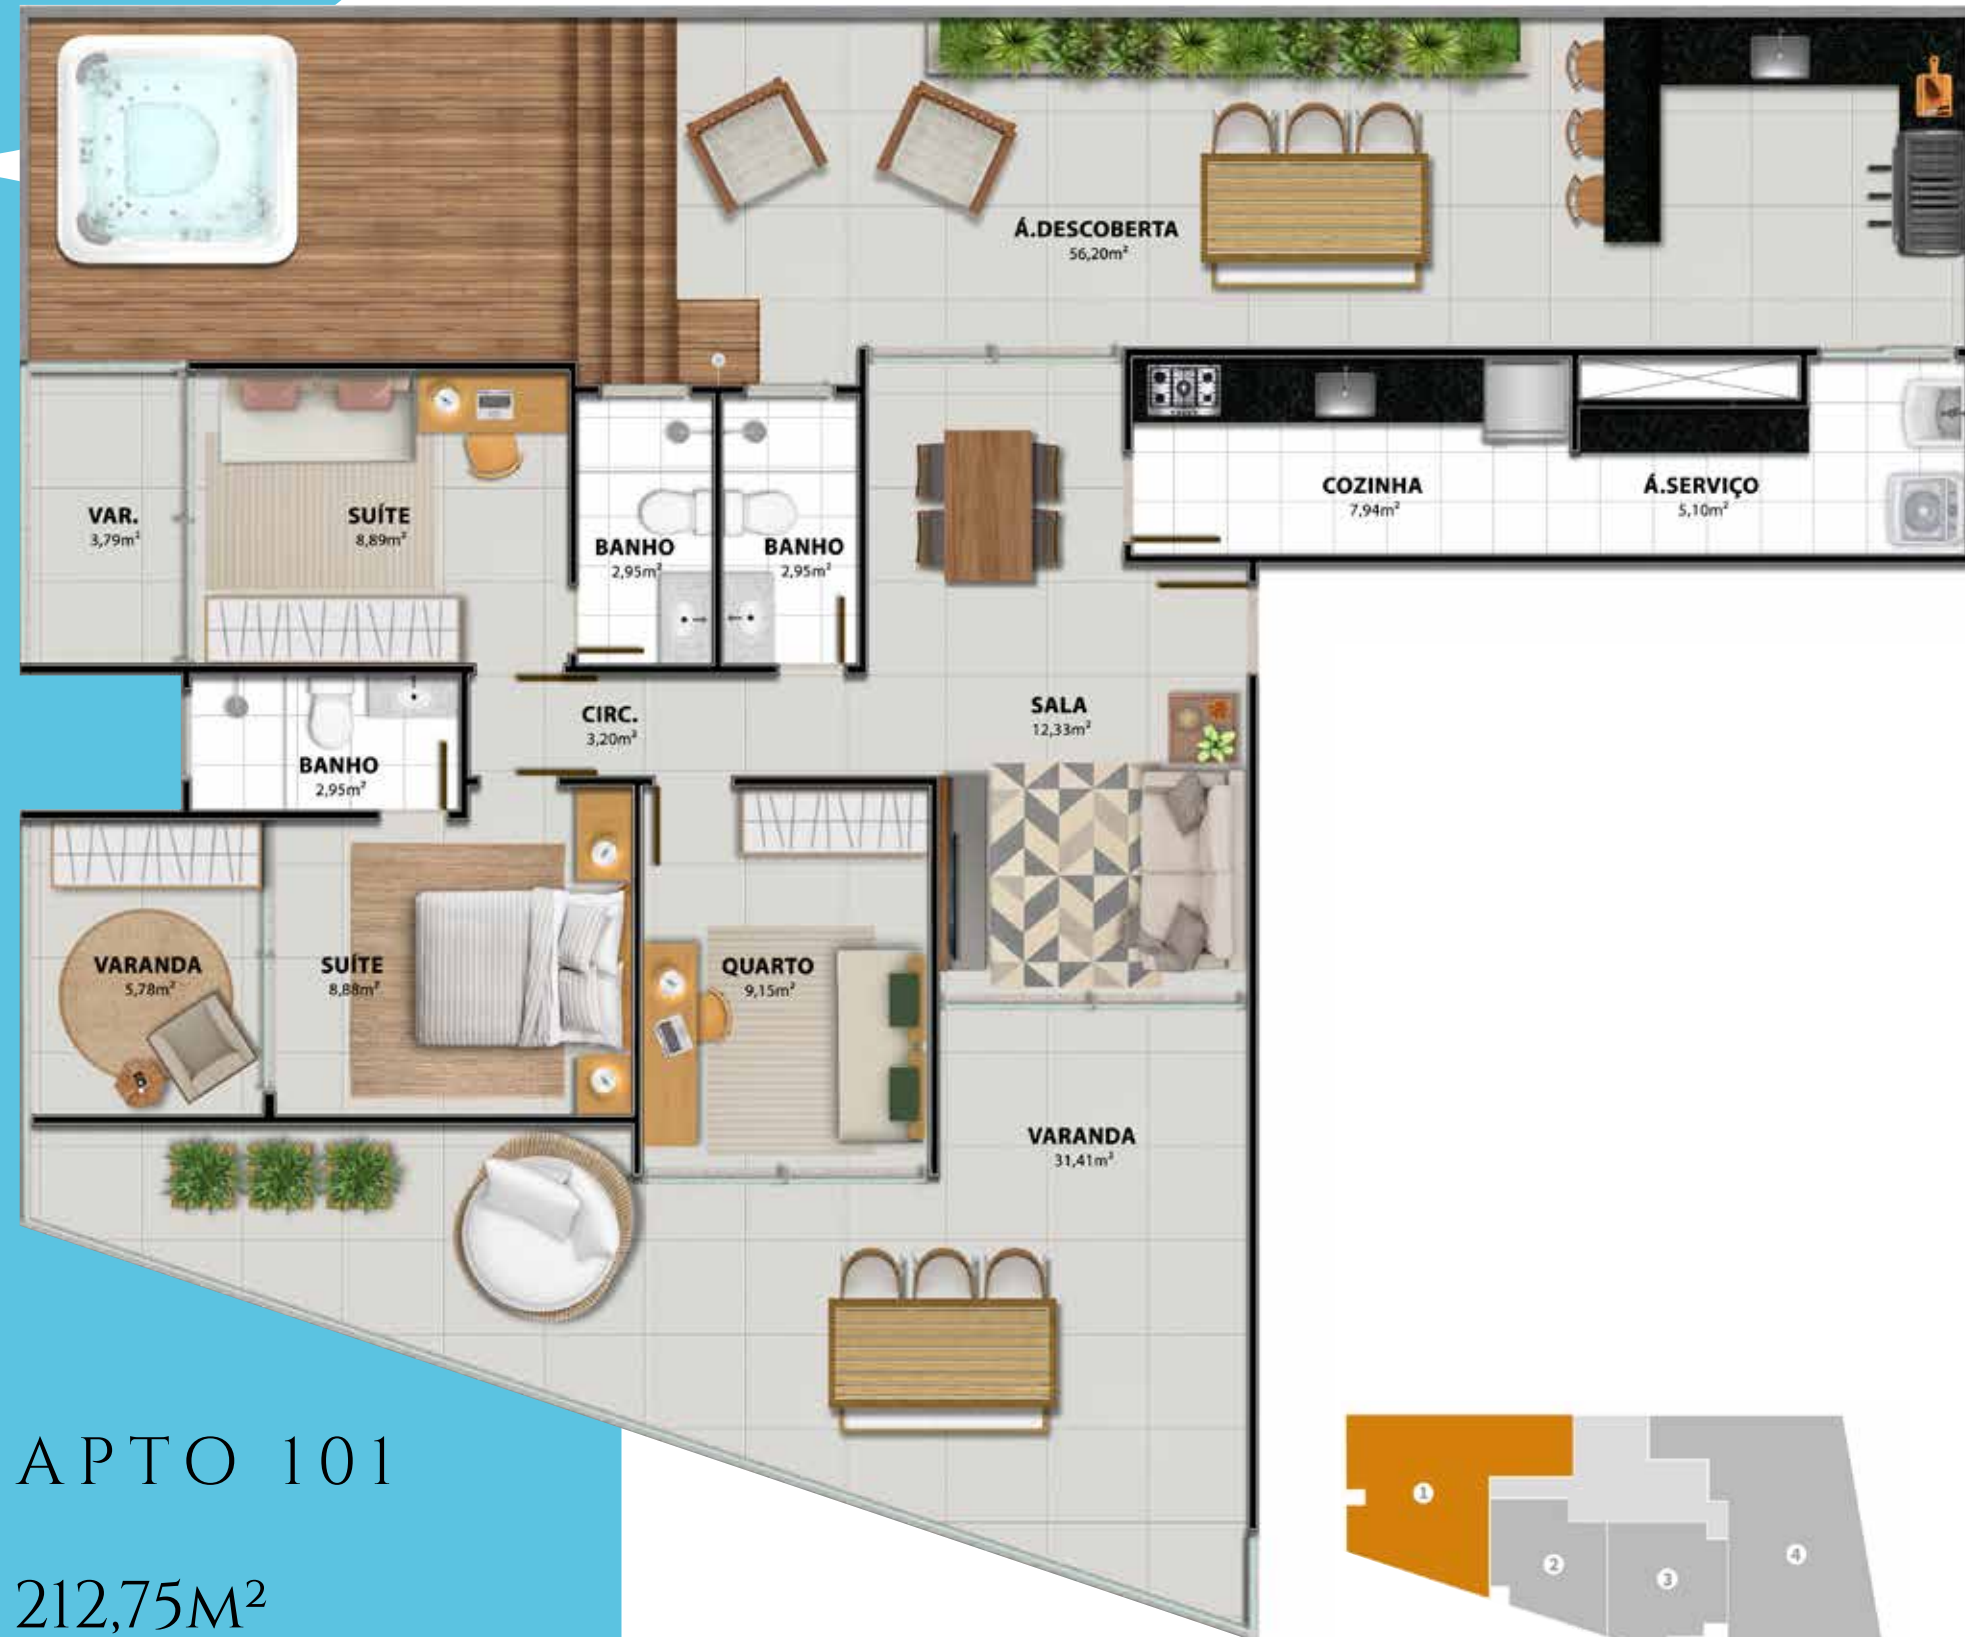 Á.DESCOBERTA
56,20m²
VAR.
3,79m²
SUÍTE
8,89m²
BANHO
2,95m²
BANHO
2,95m²
COZINHA
7,94m²
Á.SERVIÇO
5,10m²
CIRC.
3,20m²
SALA
12,33m²
BANHO
2,95m²
VARANDA
5,78m²
SUÍTE
8,88m²
QUARTO
9,15m²
VARANDA
31,41m²
APTO 101
212,75M²
1
2
3
4